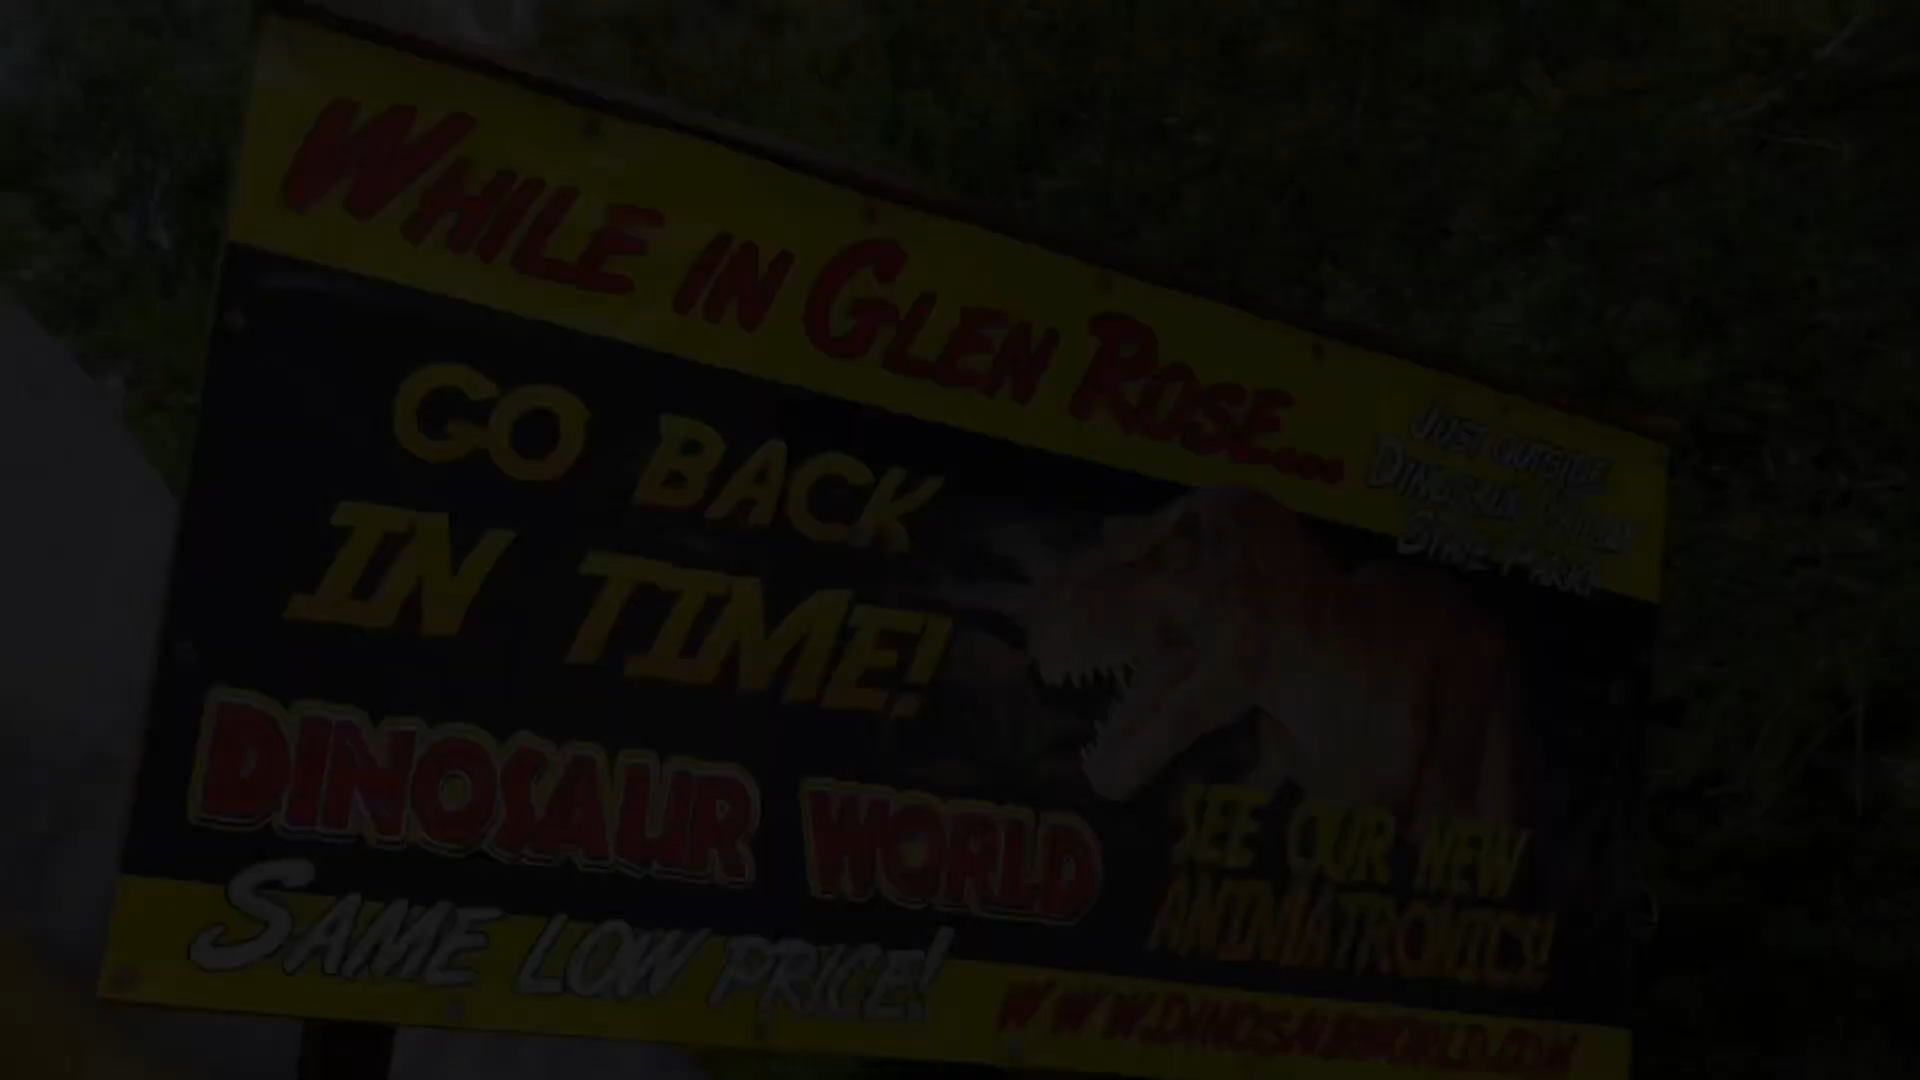 WHILE IN GLEN ROSE....
JUST OUTSIDE
DINOSAUR VALLEY
STATE PARK!
GO BACK
IN TIME!
DINOSAUR WORLD
SEE OUR NEW
ANIMATRONICS!
SAME LOW PRICE!
WWW.DINOSAURWORLD.COM